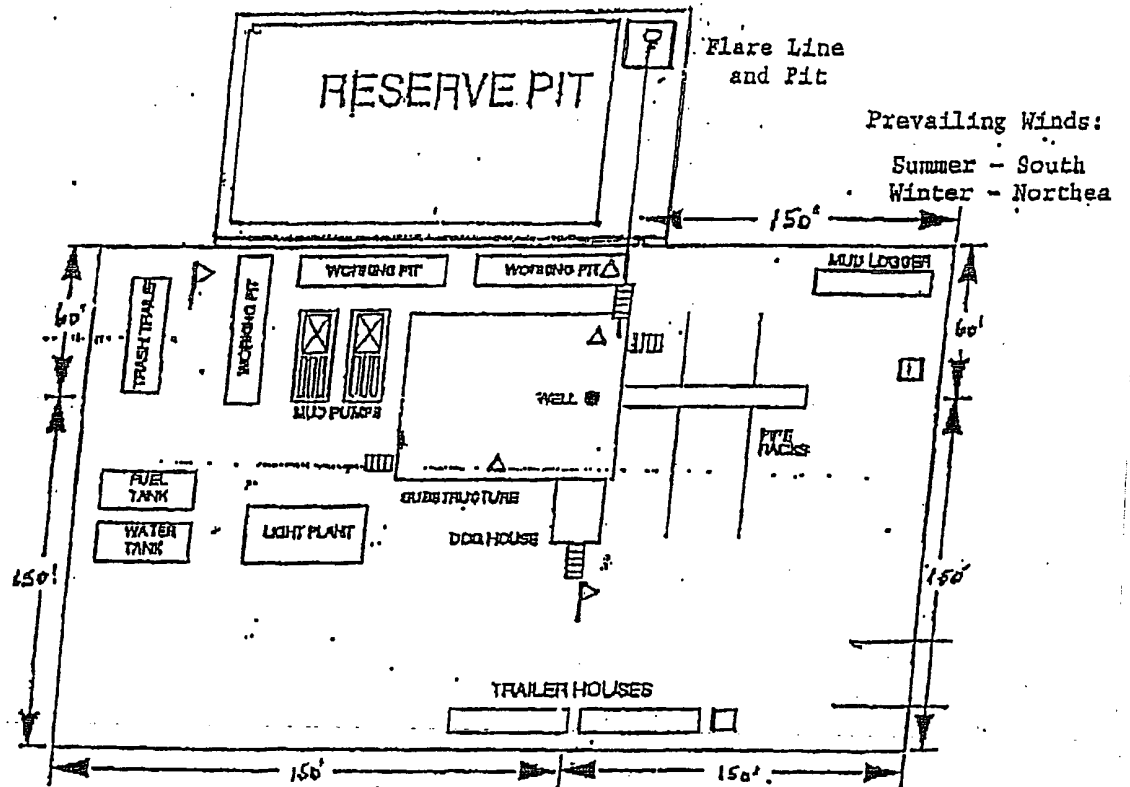 Flare Line
and Pit
RESERVE PIT
Prevailing Winds:
Summer - South
Winter - Northea
150'
WORKING PIT
WORKING PIT
MUD LOGGER
60'
TRASH TRAILER
WORKING PIT
60'
MUD PUMPS
WELL
PIPE
RACKS
FUEL
TANK
SUBSTRUCTURE
WATER
TANK
LIGHT PLANT
DOG HOUSE
150'
150'
TRAILER HOUSES
150'
150'